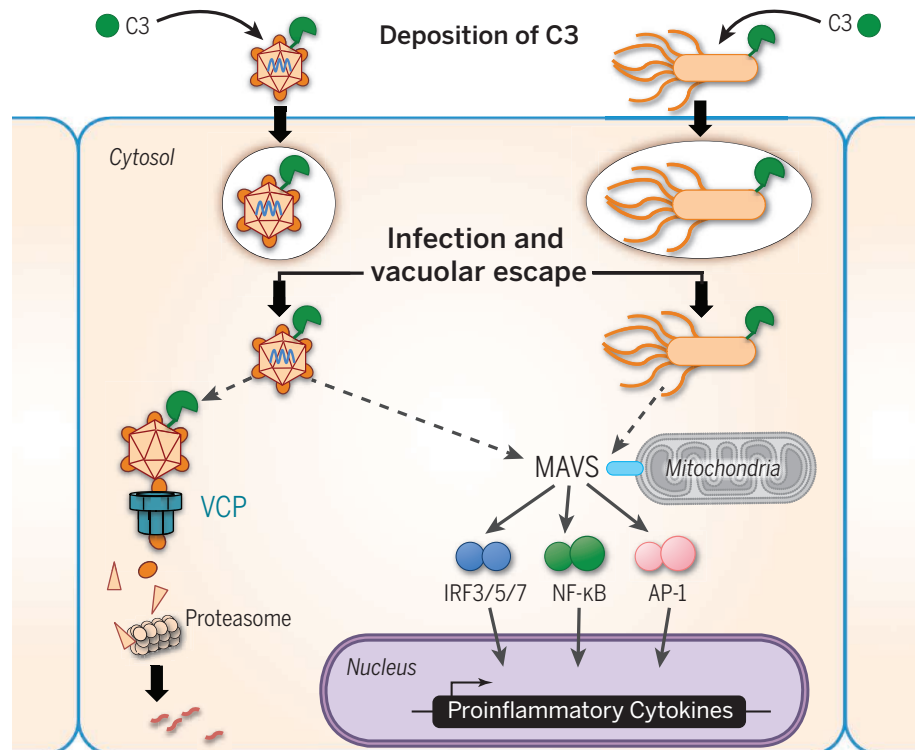 C3
Deposition of C3
C3
Cytosol
Infection and
vacuolar escape
MAVS
Mitochondria
VCP
IRF3/5/7
NF-κB
AP-1
Proteasome
Nucleus
Proinflammatory Cytokines